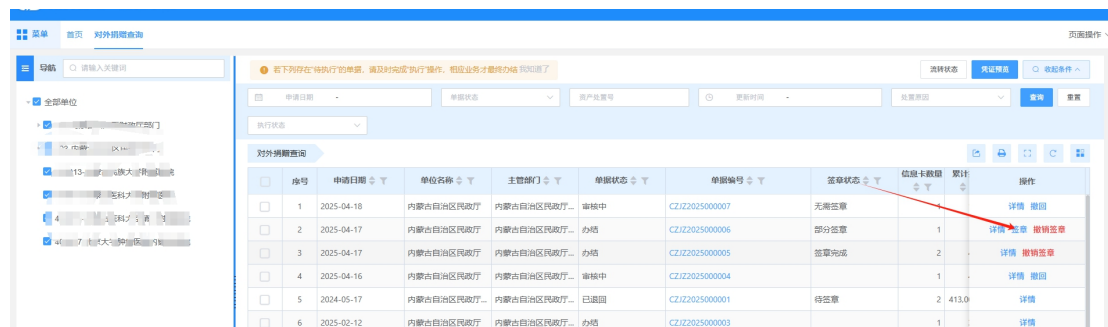 菜单 首页 对外捐赠查询 页面操作
导航 请输入关键词
若下列存在"待执行"的单据，请及时完成"执行"操作，相应业务才最终办结 我知道了 流转状态 凭证预览 收起条件
申请日期 - 单据状态 资产处置号 更新时间 - 处置原因 查询 重置
执行状态
全部单位
对外捐赠查询
序号 申请日期 单位名称 主管部门 单据状态 单据编号 签章状态 信息卡数量 累计 操作
1 2025-04-18 内蒙古自治区民政厅 内蒙古自治区民政厅... 审核中 CZJZ2025000007 无需签章 1 详情 撤回
2 2025-04-17 内蒙古自治区民政厅 内蒙古自治区民政厅... 办结 CZJZ2025000006 部分签章 1 详情 签章 撤销签章
3 2025-04-17 内蒙古自治区民政厅 内蒙古自治区民政厅... 办结 CZJZ2025000005 签章完成 2 详情 撤销签章
4 2025-04-16 内蒙古自治区民政厅 内蒙古自治区民政厅... 审核中 CZJZ2025000004 1 详情 撤回
5 2024-05-17 内蒙古自治区民政厅... 内蒙古自治区民政厅... 已退回 CZJZ2025000001 待签章 2 413.0 详情
6 2025-02-12 内蒙古自治区民政厅 内蒙古自治区民政厅... 办结 CZJZ2025000003 1 详情